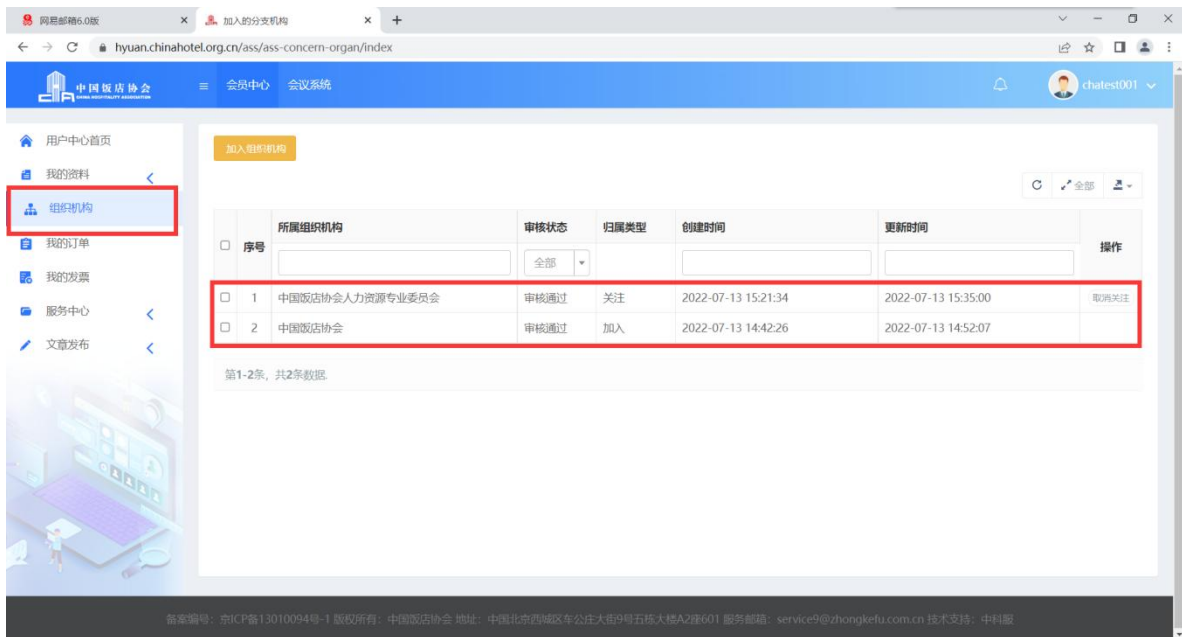 网易邮箱6.0版
加入的分支机构
hyuan.chinahotel.org.cn/ass/ass-concern-organ/index
中国饭店协会
CHINA HOSPITALITY ASSOCIATION
会员中心 会议系统
chatest001
用户中心首页
我的资料
组织机构
我的订单
我的发票
服务中心
文章发布
加入组织机构
全部
序号 所属组织机构 审核状态 归属类型 创建时间 更新时间 操作
全部
1 中国饭店协会人力资源专业委员会 审核通过 关注 2022-07-13 15:21:34 2022-07-13 15:35:00 取消关注
2 中国饭店协会 审核通过 加入 2022-07-13 14:42:26 2022-07-13 14:52:07
第1-2条，共2条数据.
备案编号：京ICP备13010094号-1 版权所有：中国饭店协会 地址：中国北京西城区车公庄大街9号五栋大楼A2座601 服务邮箱：service9@zhongkefu.com.cn 技术支持：中科服